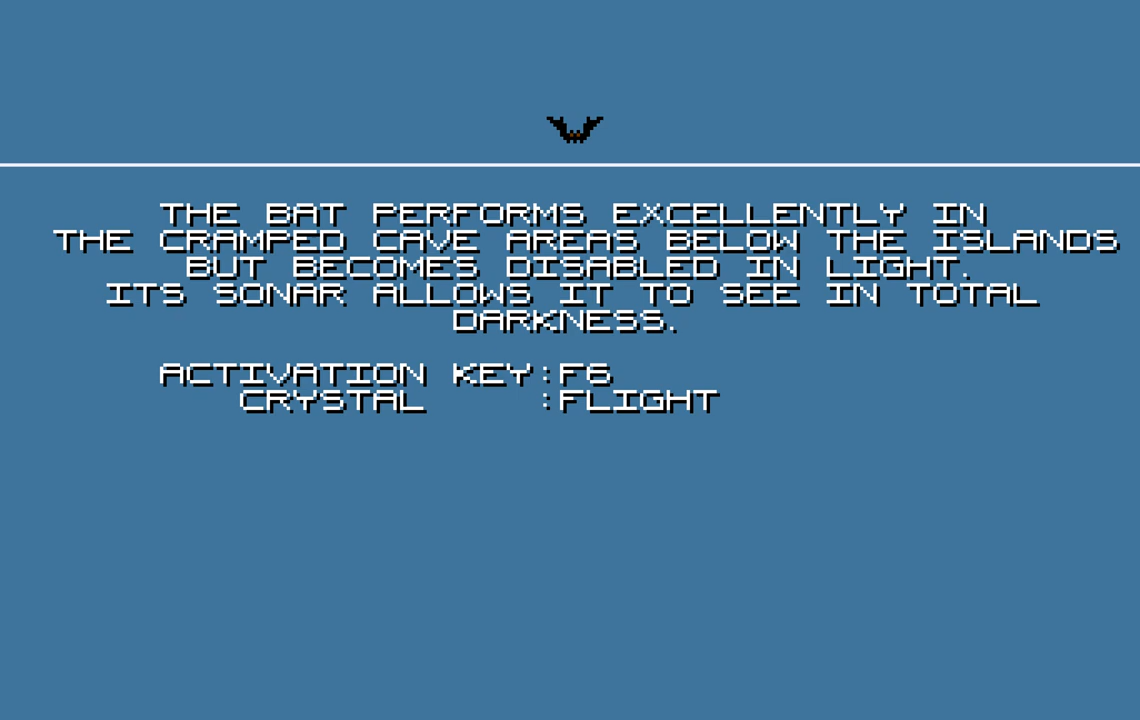 THE BAT PERFORMS EXCELLENTLY IN
THE CRAMPED CAVE AREAS BELOW THE ISLANDS
BUT BECOMES DISABLED IN LIGHT.
ITS SONAR ALLOWS IT TO SEE IN TOTAL
DARKNESS.
ACTIVATION KEY:F6
CRYSTAL :FLIGHT